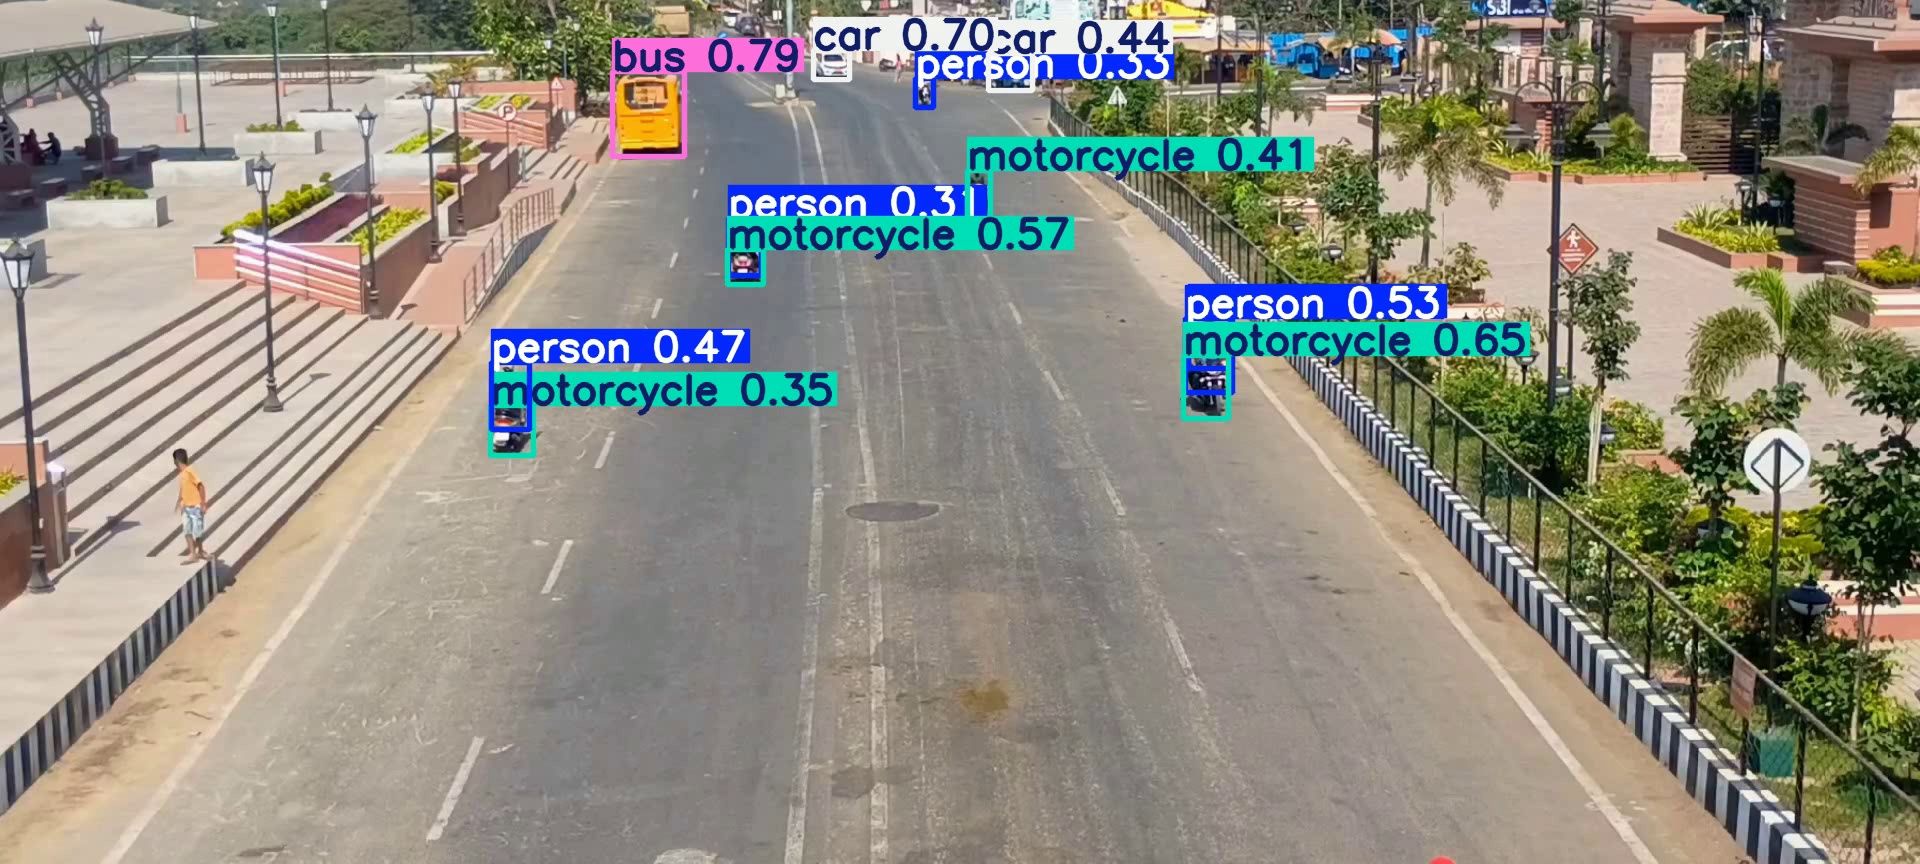 SBI
car 0.70
car 0.44
bus 0.79
person 0.33
motorcycle 0.41
person 0.31
motorcycle 0.57
person 0.53
motorcycle 0.65
person 0.47
motorcycle 0.35
P